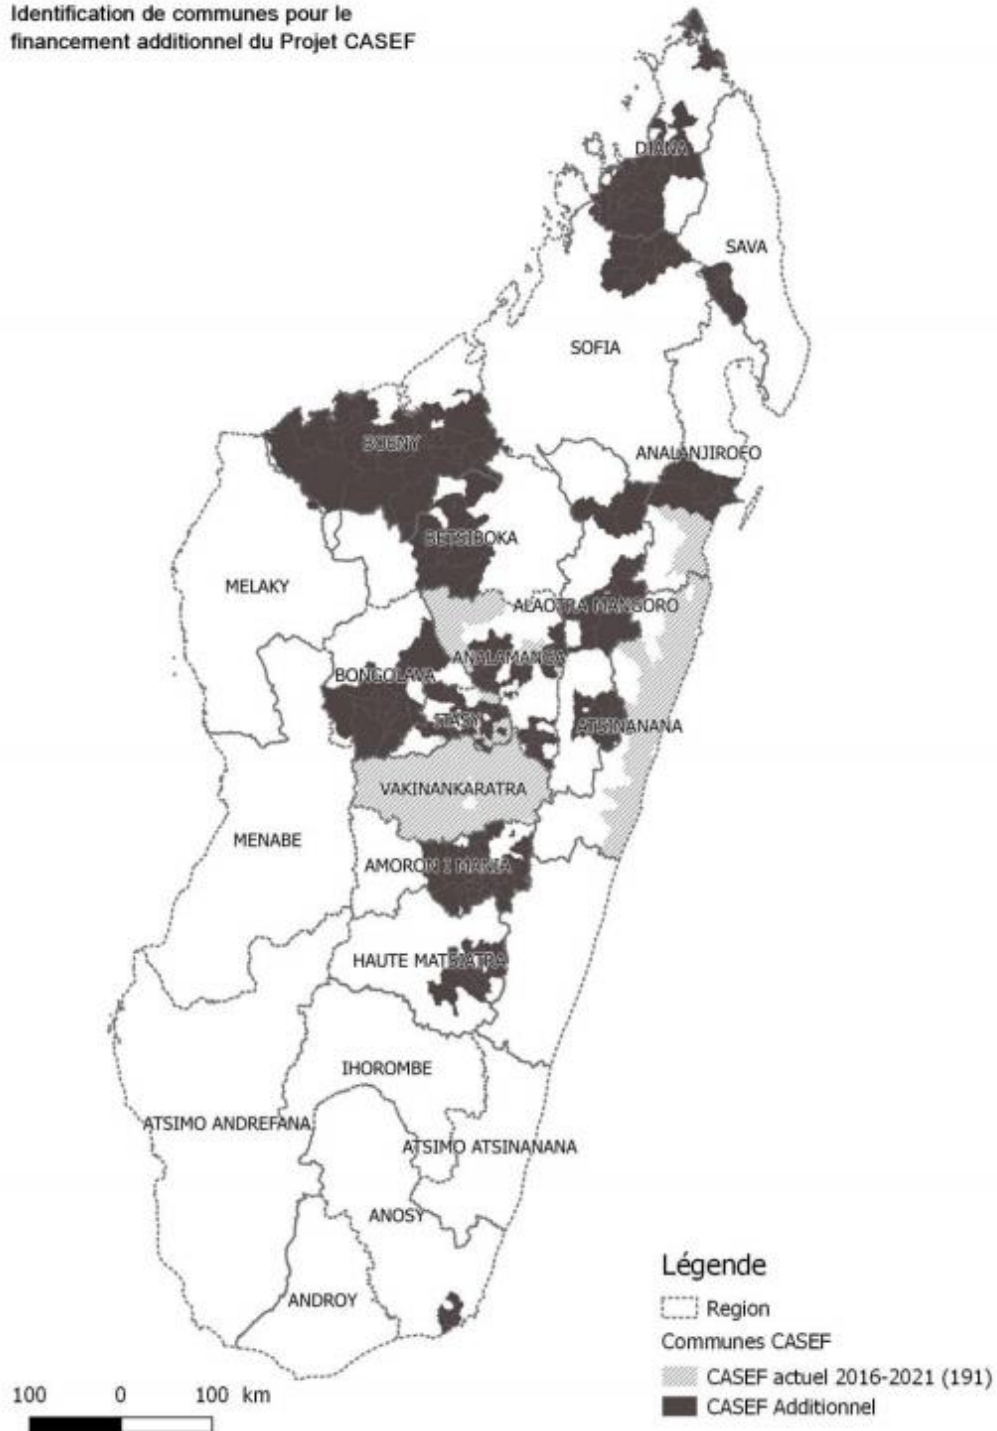 Identification de communes pour le
financement additionnel du Projet CASEF
DIANA
SAVA
SOFIA
BOENY
ANALANJIROFO
BETSIBOKA
MELAKY
ALAOTRA MANGORO
ANALAMANGA
BONGOLAVA
ITASY
ATSINANANA
VAKINANKARATRA
MENABE
AMORON I MANIA
HAUTE MATSIATRA
IHOROMBE
ATSIMO ANDREFANA
ATSIMO ATSINANANA
ANOSY
ANDROY
Légende
Region
Communes CASEF
CASEF actuel 2016-2021 (191)
CASEF Additionnel
100 0 100 km